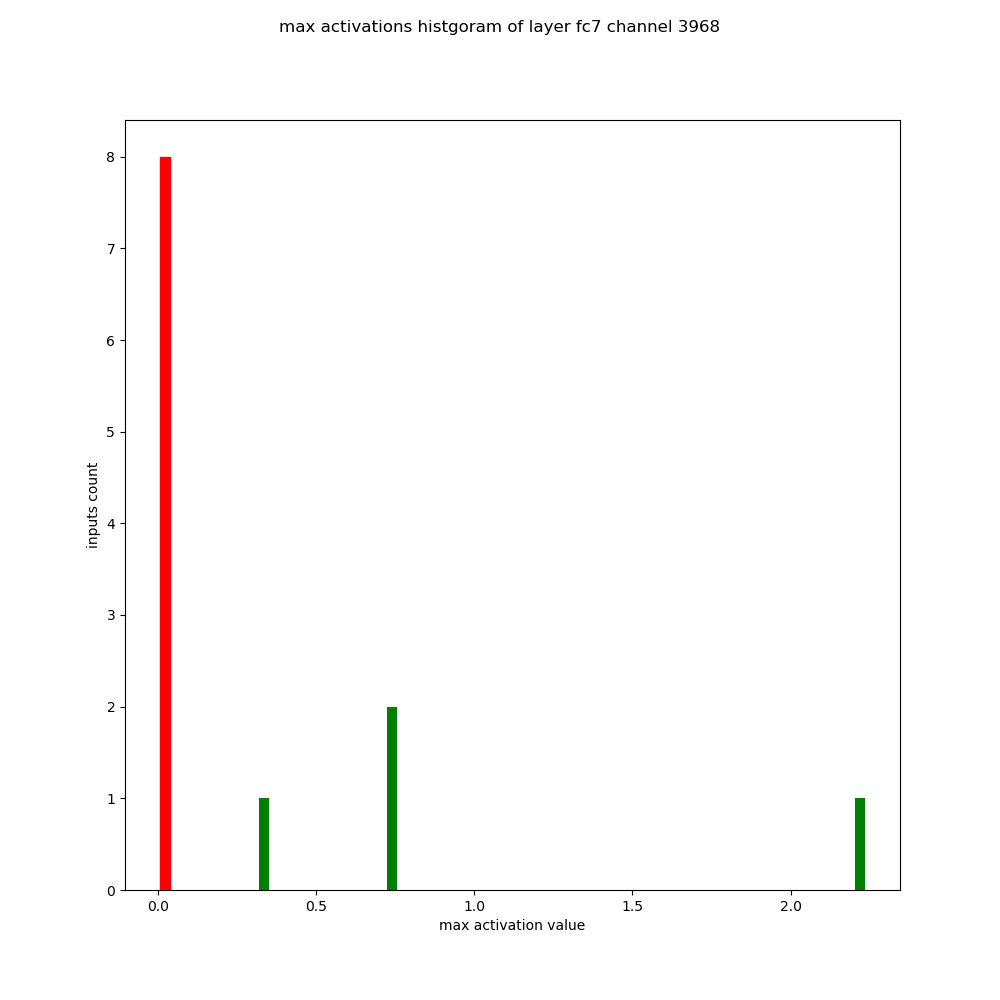 max activations histgoram of layer fc7 channel 3968
8
7
6
5
4
3
2
1
0
inputs count
0.0 0.5 1.0 1.5 2.0
max activation value